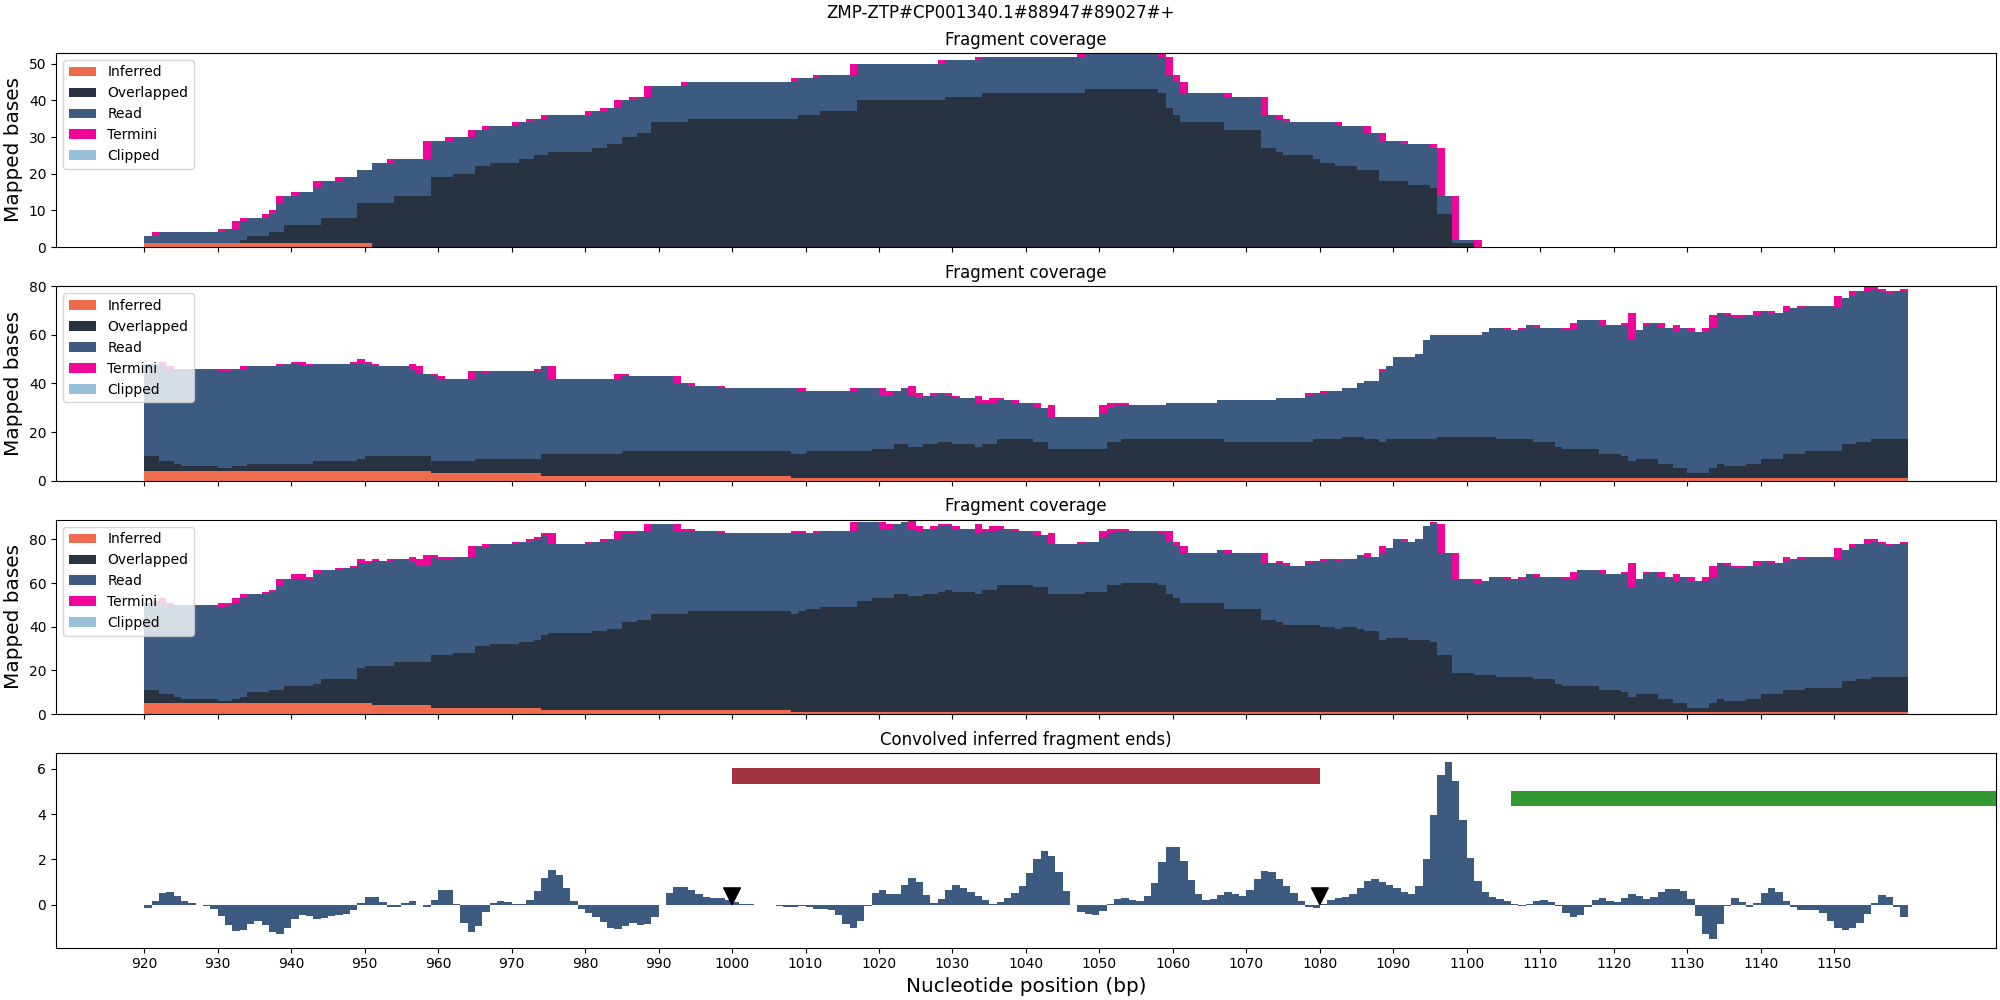 ZMP-ZTP#CP001340.1#88947#89027#+
Fragment coverage
Mapped bases
50
40
30
20
10
0
Inferred
Overlapped
Read
Termini
Clipped
Fragment coverage
Mapped bases
80
60
40
20
0
Inferred
Overlapped
Read
Termini
Clipped
Fragment coverage
Mapped bases
80
60
40
20
0
Inferred
Overlapped
Read
Termini
Clipped
Convolved inferred fragment ends)
6
4
2
0
920 930 940 950 960 970 980 990 1000 1010 1020 1030 1040 1050 1060 1070 1080 1090 1100 1110 1120 1130 1140 1150
Nucleotide position (bp)